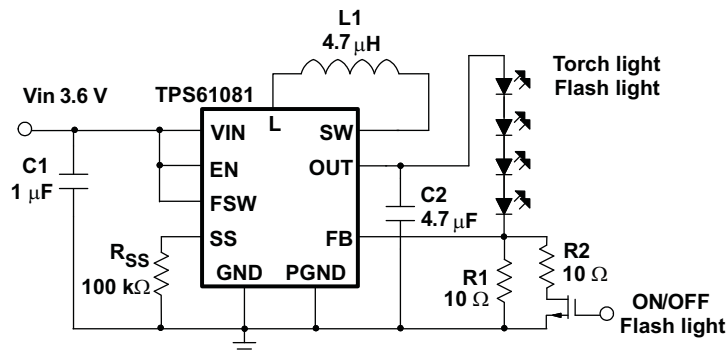 L1
4.7 μH
Torch light
Flash light
Vin 3.6 V
TPS61081
L
VIN
SW
EN
OUT
C1
1 μF
FSW
C2
4.7 μF
SS
FB
RSS
100 kΩ
GND
PGND
R1
10 Ω
R2
10 Ω
ON/OFF
Flash light